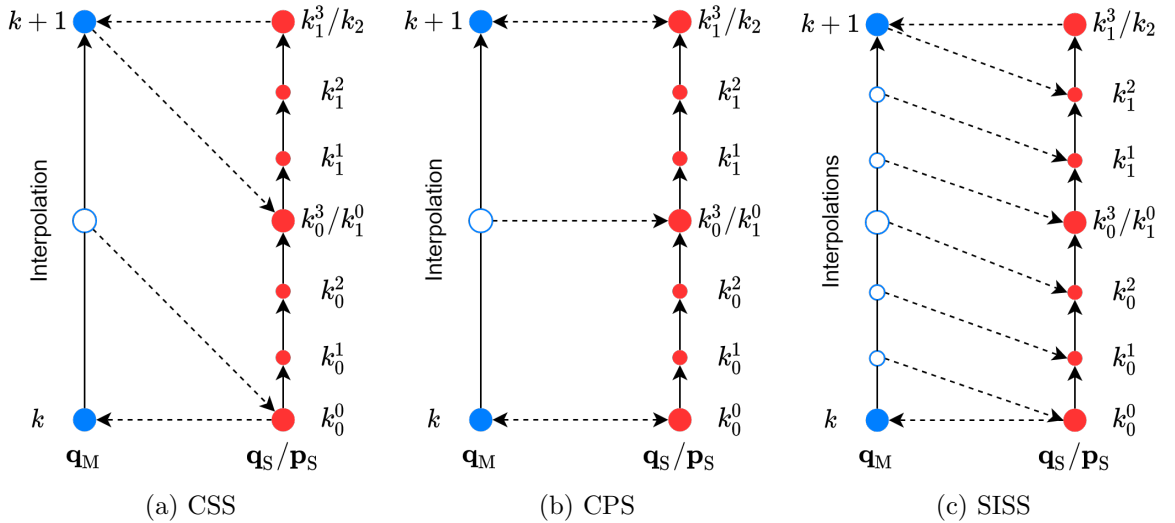 k + 1
k_1^3/k_2
k_1^2
k_1^1
Interpolation
k_0^3/k_1^0
k_0^2
k_0^1
k
k_0^0
q_M
q_S/p_S
(a) CSS
k + 1
k_1^3/k_2
k_1^2
k_1^1
Interpolation
k_0^3/k_1^0
k_0^2
k_0^1
k
k_0^0
q_M
q_S/p_S
(b) CPS
k + 1
k_1^3/k_2
k_1^2
k_1^1
Interpolations
k_0^3/k_1^0
k_0^2
k_0^1
k
k_0^0
q_M
q_S/p_S
(c) SISS